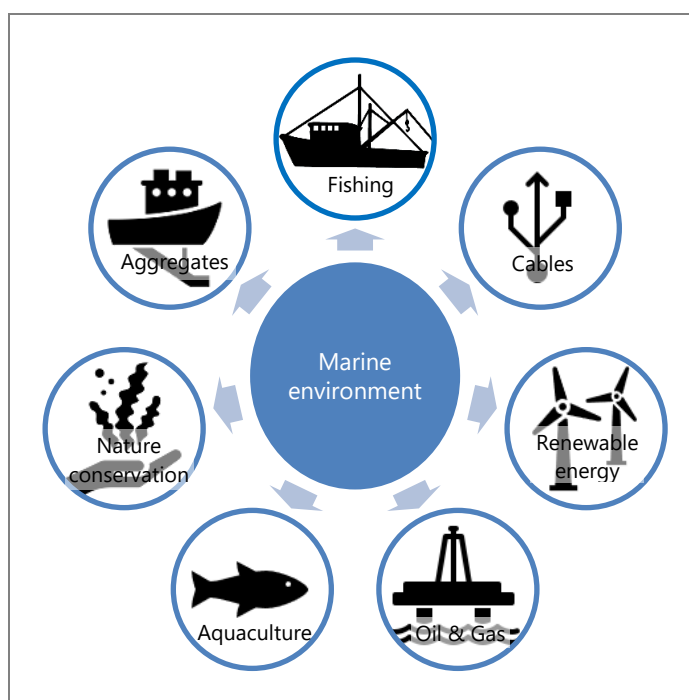 Fishing
Cables
Renewable
energy
Oil & Gas
Aquaculture
Nature
conservation
Aggregates
Marine
environment